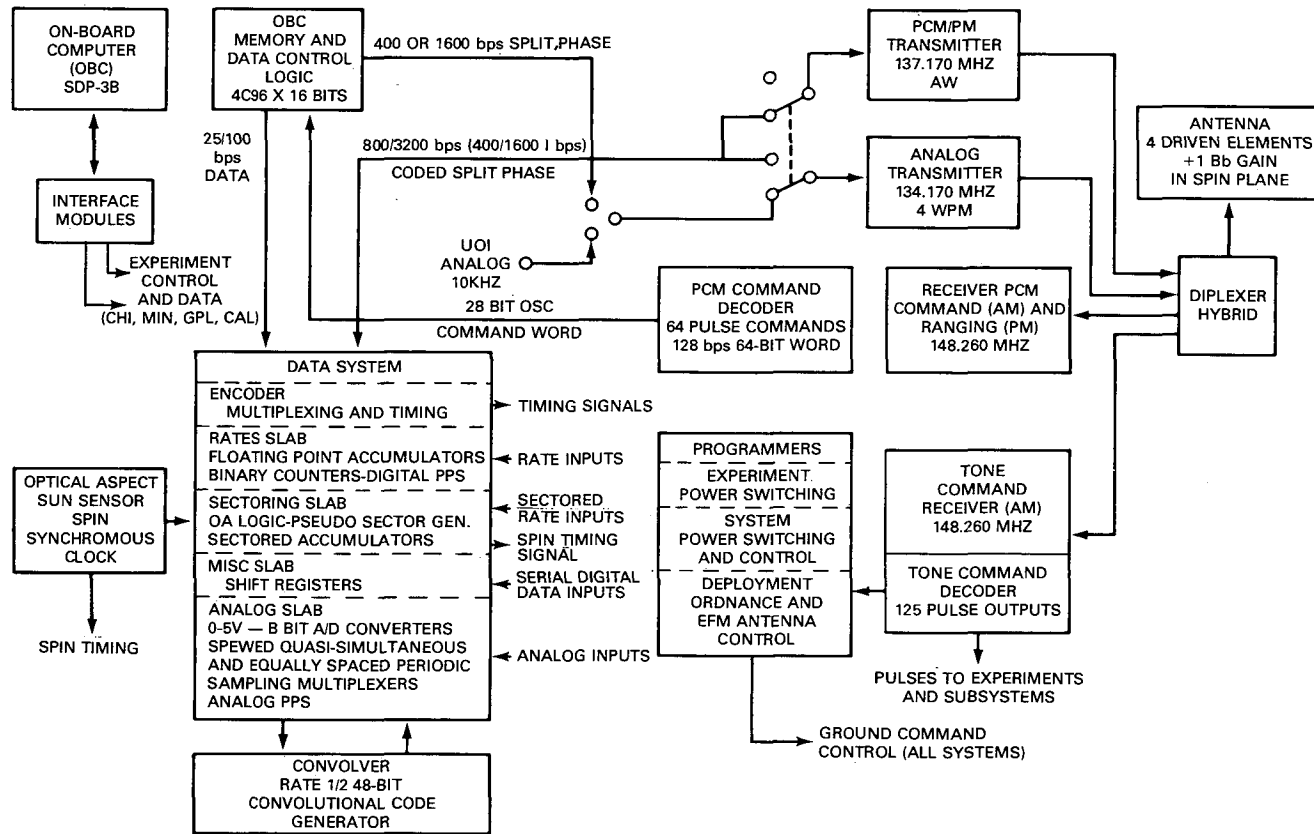 ON-BOARD
COMPUTER
(OBC)
SDP-3B
OBC
MEMORY AND
DATA CONTROL
LOGIC
4C96 X 16 BITS
400 OR 1600 bps SPLIT,PHASE
PCM/PM
TRANSMITTER
137.170 MHZ
AW
ANTENNA
4 DRIVEN ELEMENTS
+1 Bb GAIN
IN SPIN PLANE
25/100
bps
DATA
800/3200 bps (400/1600 I bps)
CODED SPLIT PHASE
ANALOG
TRANSMITTER
134.170 MHZ
4 WPM
INTERFACE
MODULES
EXPERIMENT
CONTROL
AND DATA
(CHI, MIN, GPL, CAL)
UOI
ANALOG
10KHZ
28 BIT OSC
COMMAND WORD
PCM COMMAND
DECODER
64 PULSE COMMANDS
128 bps 64-BIT WORD
RECEIVER PCM
COMMAND (AM) AND
RANGING (PM)
148.260 MHZ
DIPLEXER
HYBRID
DATA SYSTEM
ENCODER
MULTIPLEXING AND TIMING
TIMING SIGNALS
RATES SLAB
FLOATING POINT ACCUMULATORS
BINARY COUNTERS-DIGITAL PPS
RATE INPUTS
OPTICAL ASPECT
SUN SENSOR
SPIN
SYNCHROMOUS
CLOCK
SPIN TIMING
SECTORING SLAB
OA LOGIC-PSEUDO SECTOR GEN.
SECTORED ACCUMULATORS
SECTORED
RATE INPUTS
SPIN TIMING
SIGNAL
MISC SLAB
SHIFT REGISTERS
SERIAL DIGITAL
DATA INPUTS
ANALOG SLAB
0-5V — B BIT A/D CONVERTERS
SPEWED QUASI-SIMULTANEOUS
AND EQUALLY SPACED PERIODIC
SAMPLING MULTIPLEXERS
ANALOG PPS
ANALOG INPUTS
CONVOLVER
RATE 1/2 48-BIT
CONVOLUTIONAL CODE
GENERATOR
PROGRAMMERS
EXPERIMENT
POWER SWITCHING
SYSTEM
POWER SWITCHING
AND CONTROL
DEPLOYMENT
ORDNANCE AND
EFM ANTENNA
CONTROL
TONE
COMMAND
RECEIVER (AM)
148.260 MHZ
TONE COMMAND
DECODER
125 PULSE OUTPUTS
PULSES TO EXPERIMENTS
AND SUBSYSTEMS
GROUND COMMAND
CONTROL (ALL SYSTEMS)